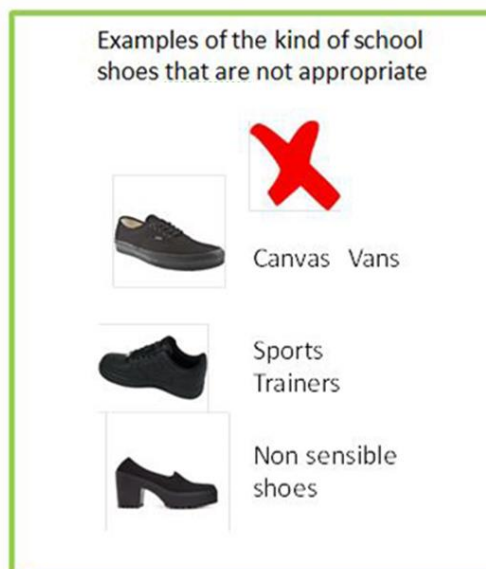 Examples of the kind of school
shoes that are not appropriate
Canvas Vans
Sports
Trainers
Non sensible
shoes